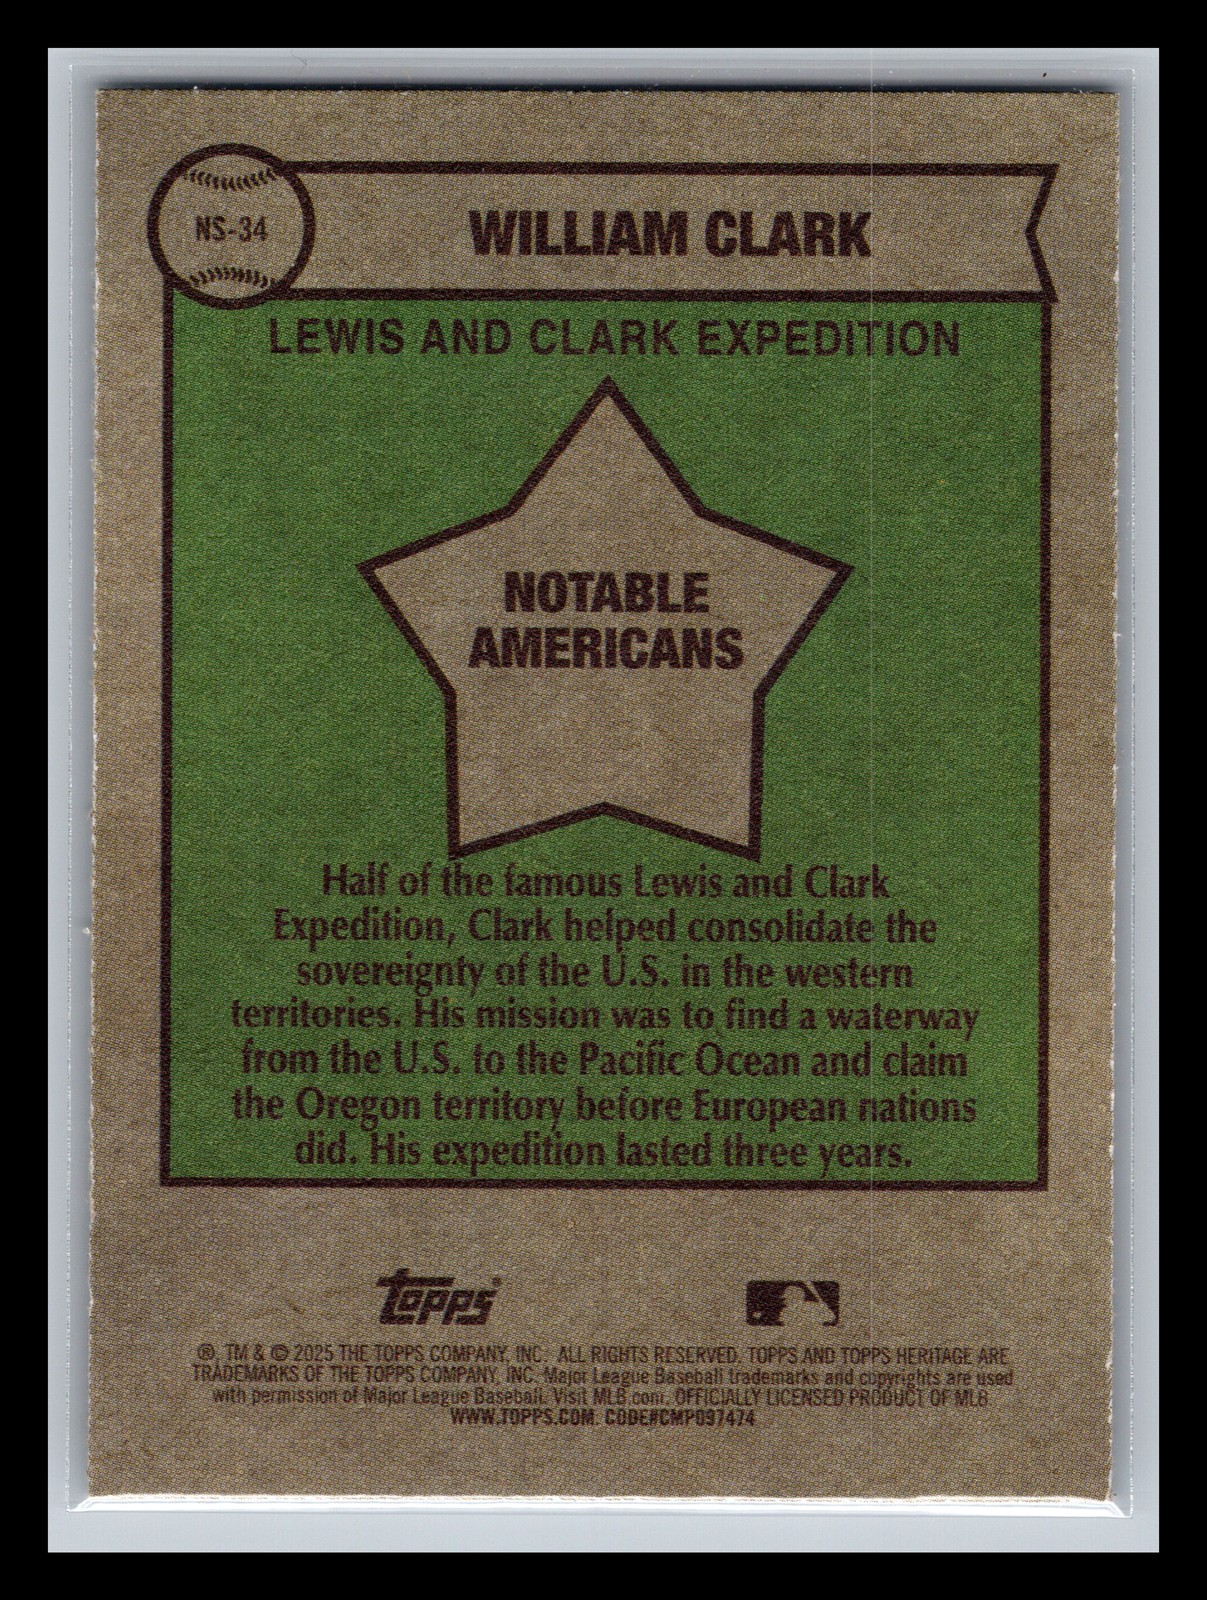 NS-34
WILLIAM CLARK
LEWIS AND CLARK EXPEDITION
NOTABLE
AMERICANS
Half of the famous Lewis and Clark
Expedition, Clark helped consolidate the
sovereignty of the U.S. in the western
territories. His mission was to find a waterway
from the U.S. to the Pacific Ocean and claim
the Oregon territory before European nations
did. His expedition lasted three years.
topps®
®, TM & © 2025 THE TOPPS COMPANY, INC. ALL RIGHTS RESERVED. TOPPS AND TOPPS HERITAGE ARE
TRADEMARKS OF THE TOPPS COMPANY, INC. Major League Baseball trademarks and copyrights are used
with permission of Major League Baseball. Visit MLB.com. OFFICIALLY LICENSED PRODUCT OF MLB.
WWW.TOPPS.COM. CODE#CMP097474